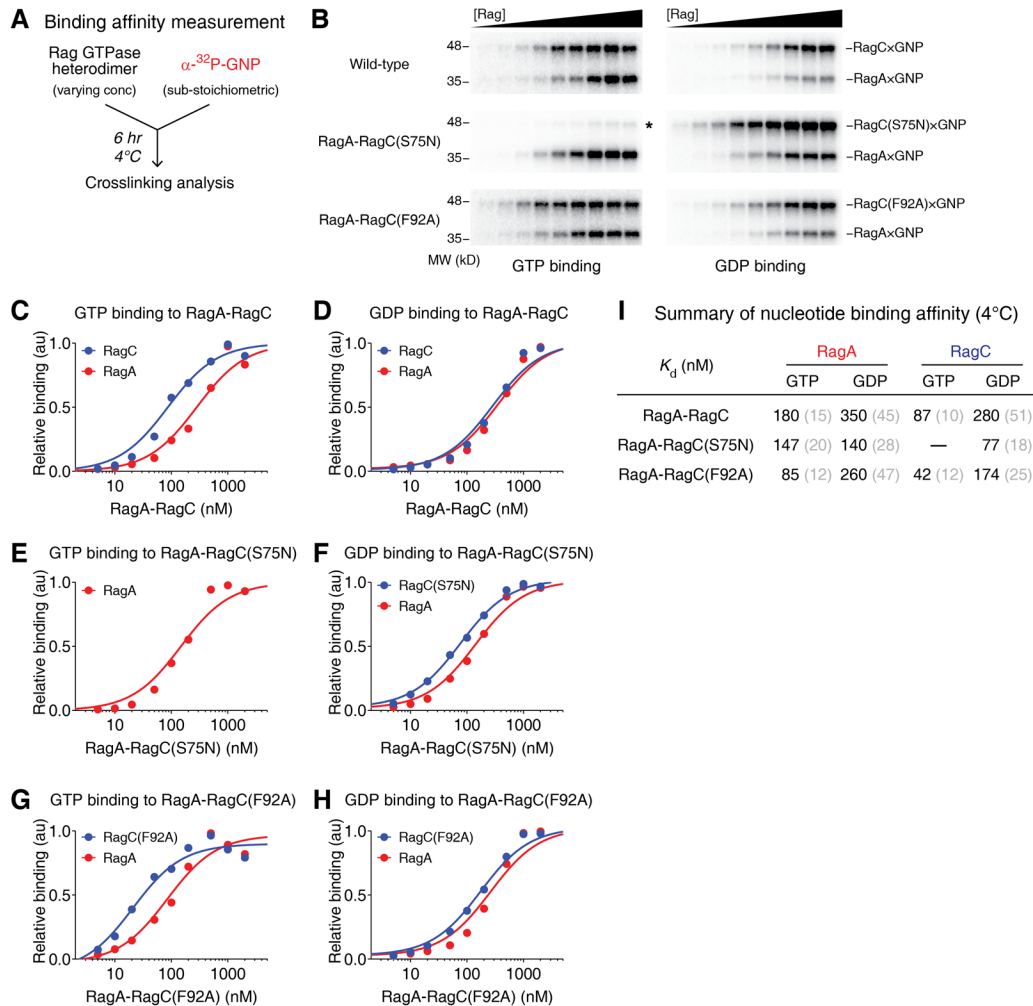 A
Binding affinity measurement
Rag GTPase
heterodimer
(varying conc)
α-³²P-GNP
(sub-stoichiometric)
6 hr
4°C
Crosslinking analysis
B
[Rag]
[Rag]
Wild-type
48–
35–
–RagC×GNP
–RagA×GNP
RagA-RagC(S75N)
48–
*
35–
–RagC(S75N)×GNP
–RagA×GNP
RagA-RagC(F92A)
48–
35–
–RagC(F92A)×GNP
–RagA×GNP
MW (kD)
GTP binding
GDP binding
C
GTP binding to RagA-RagC
Relative binding (au)
1.0
0.5
0.0
RagC
RagA
10 100 1000
RagA-RagC (nM)
D
GDP binding to RagA-RagC
Relative binding (au)
1.0
0.5
0.0
RagC
RagA
10 100 1000
RagA-RagC (nM)
E
GTP binding to RagA-RagC(S75N)
Relative binding (au)
1.0
0.5
0.0
RagA
10 100 1000
RagA-RagC(S75N) (nM)
F
GDP binding to RagA-RagC(S75N)
Relative binding (au)
1.0
0.5
0.0
RagC(S75N)
RagA
10 100 1000
RagA-RagC(S75N) (nM)
G
GTP binding to RagA-RagC(F92A)
Relative binding (au)
1.0
0.5
0.0
RagC(F92A)
RagA
10 100 1000
RagA-RagC(F92A) (nM)
H
GDP binding to RagA-RagC(F92A)
Relative binding (au)
1.0
0.5
0.0
RagC(F92A)
RagA
10 100 1000
RagA-RagC(F92A) (nM)
I
Summary of nucleotide binding affinity (4°C)
Kd (nM) RagA RagC
GTP GDP GTP GDP
RagA-RagC 180 (15) 350 (45) 87 (10) 280 (51)
RagA-RagC(S75N) 147 (20) 140 (28) — 77 (18)
RagA-RagC(F92A) 85 (12) 260 (47) 42 (12) 174 (25)